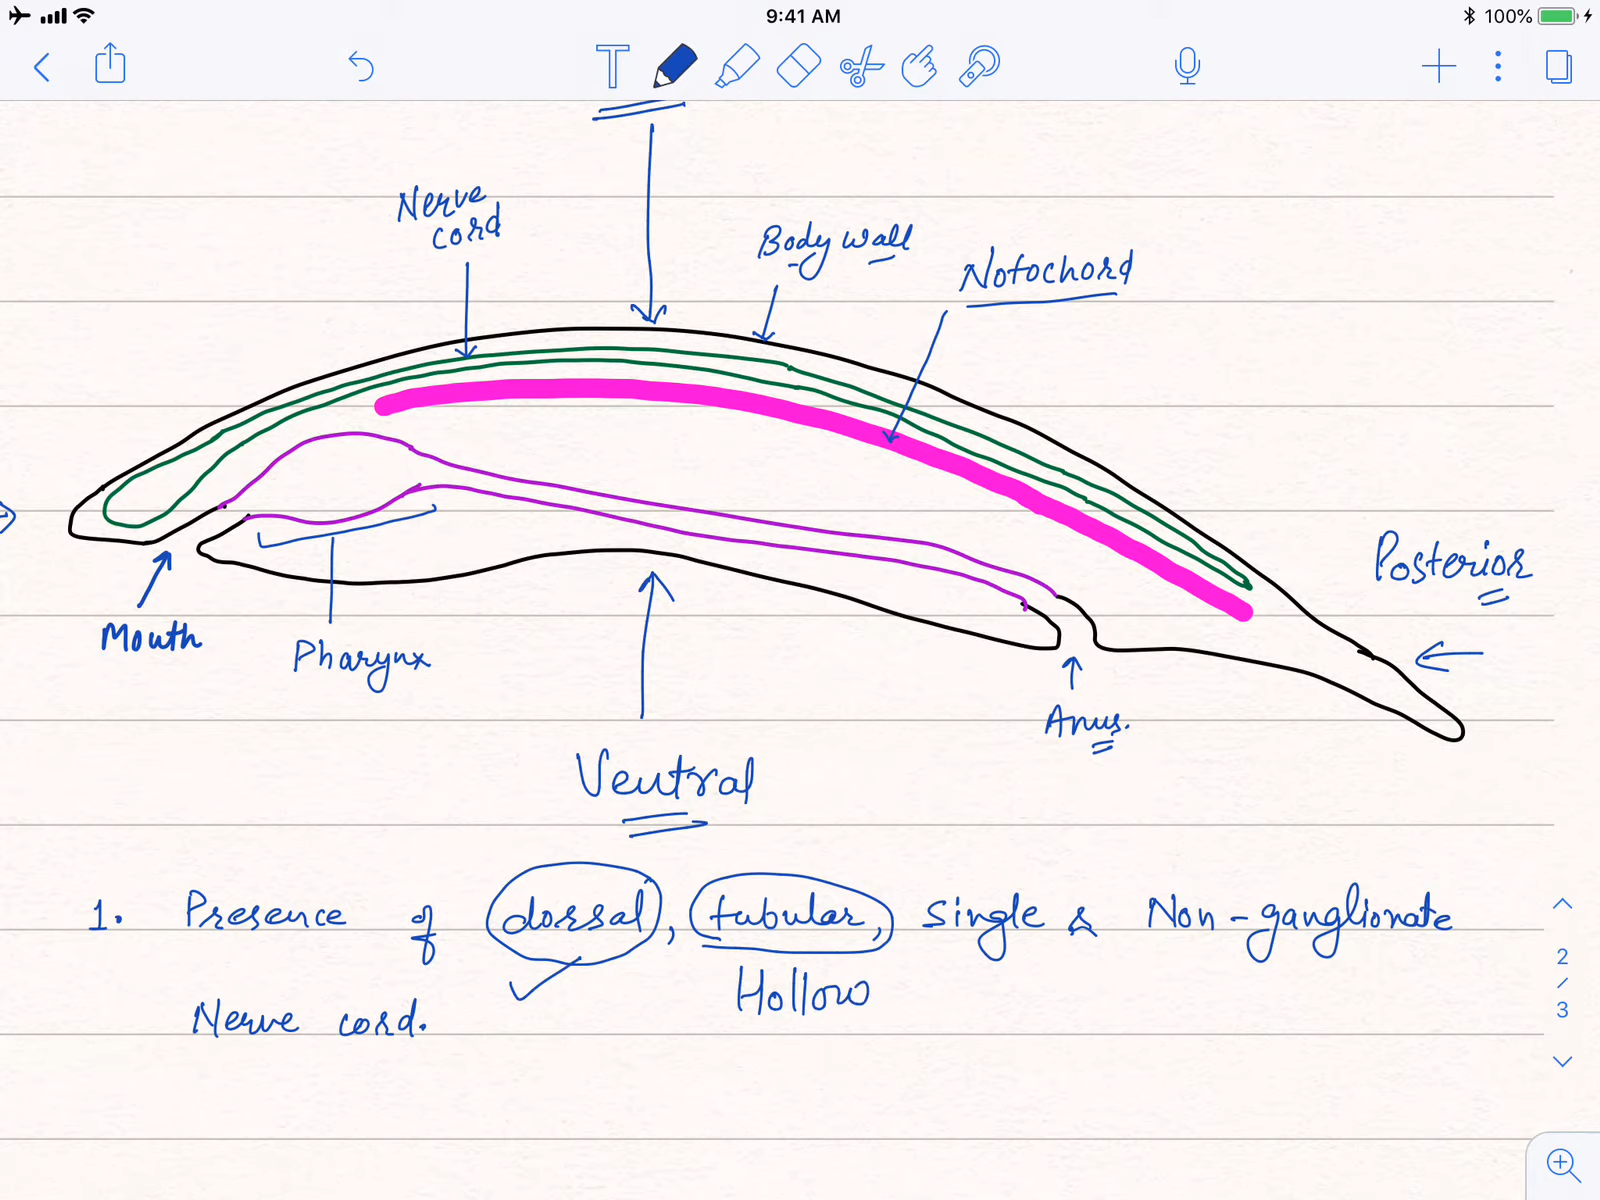 9:41 AM
100%
T
Nerve
cord
Body wall
Notochord
Posterior
Mouth
Pharynx
Anus.
Ventral
1. Presence of dorsal, tubular, single & Non-ganglionate
Hollow
Nerve cord.
2
/
3